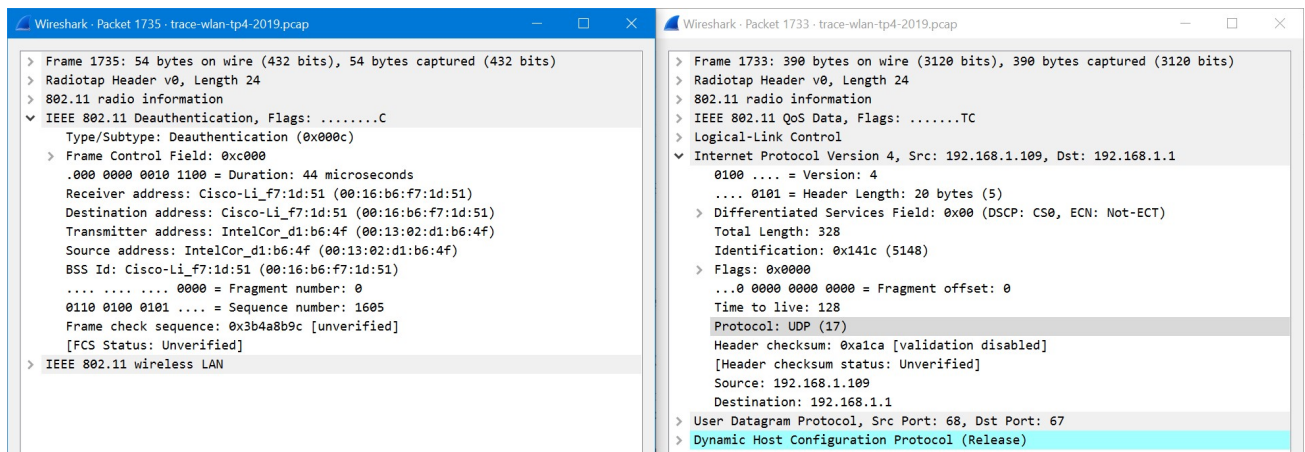 Wireshark · Packet 1735 · trace-wlan-tp4-2019.pcap
Frame 1735: 54 bytes on wire (432 bits), 54 bytes captured (432 bits)
Radiotap Header v0, Length 24
802.11 radio information
IEEE 802.11 Deauthentication, Flags: ........C
Type/Subtype: Deauthentication (0x000c)
Frame Control Field: 0xc000
.000 0000 0010 1100 = Duration: 44 microseconds
Receiver address: Cisco-Li_f7:1d:51 (00:16:b6:f7:1d:51)
Destination address: Cisco-Li_f7:1d:51 (00:16:b6:f7:1d:51)
Transmitter address: IntelCor_d1:b6:4f (00:13:02:d1:b6:4f)
Source address: IntelCor_d1:b6:4f (00:13:02:d1:b6:4f)
BSS Id: Cisco-Li_f7:1d:51 (00:16:b6:f7:1d:51)
.... .... .... 0000 = Fragment number: 0
0110 0100 0101 .... = Sequence number: 1605
Frame check sequence: 0x3b4a8b9c [unverified]
[FCS Status: Unverified]
IEEE 802.11 wireless LAN
Wireshark · Packet 1733 · trace-wlan-tp4-2019.pcap
Frame 1733: 390 bytes on wire (3120 bits), 390 bytes captured (3120 bits)
Radiotap Header v0, Length 24
802.11 radio information
IEEE 802.11 QoS Data, Flags: .......TC
Logical-Link Control
Internet Protocol Version 4, Src: 192.168.1.109, Dst: 192.168.1.1
0100 .... = Version: 4
.... 0101 = Header Length: 20 bytes (5)
Differentiated Services Field: 0x00 (DSCP: CS0, ECN: Not-ECT)
Total Length: 328
Identification: 0x141c (5148)
Flags: 0x0000
...0 0000 0000 0000 = Fragment offset: 0
Time to live: 128
Protocol: UDP (17)
Header checksum: 0xa1ca [validation disabled]
[Header checksum status: Unverified]
Source: 192.168.1.109
Destination: 192.168.1.1
User Datagram Protocol, Src Port: 68, Dst Port: 67
Dynamic Host Configuration Protocol (Release)